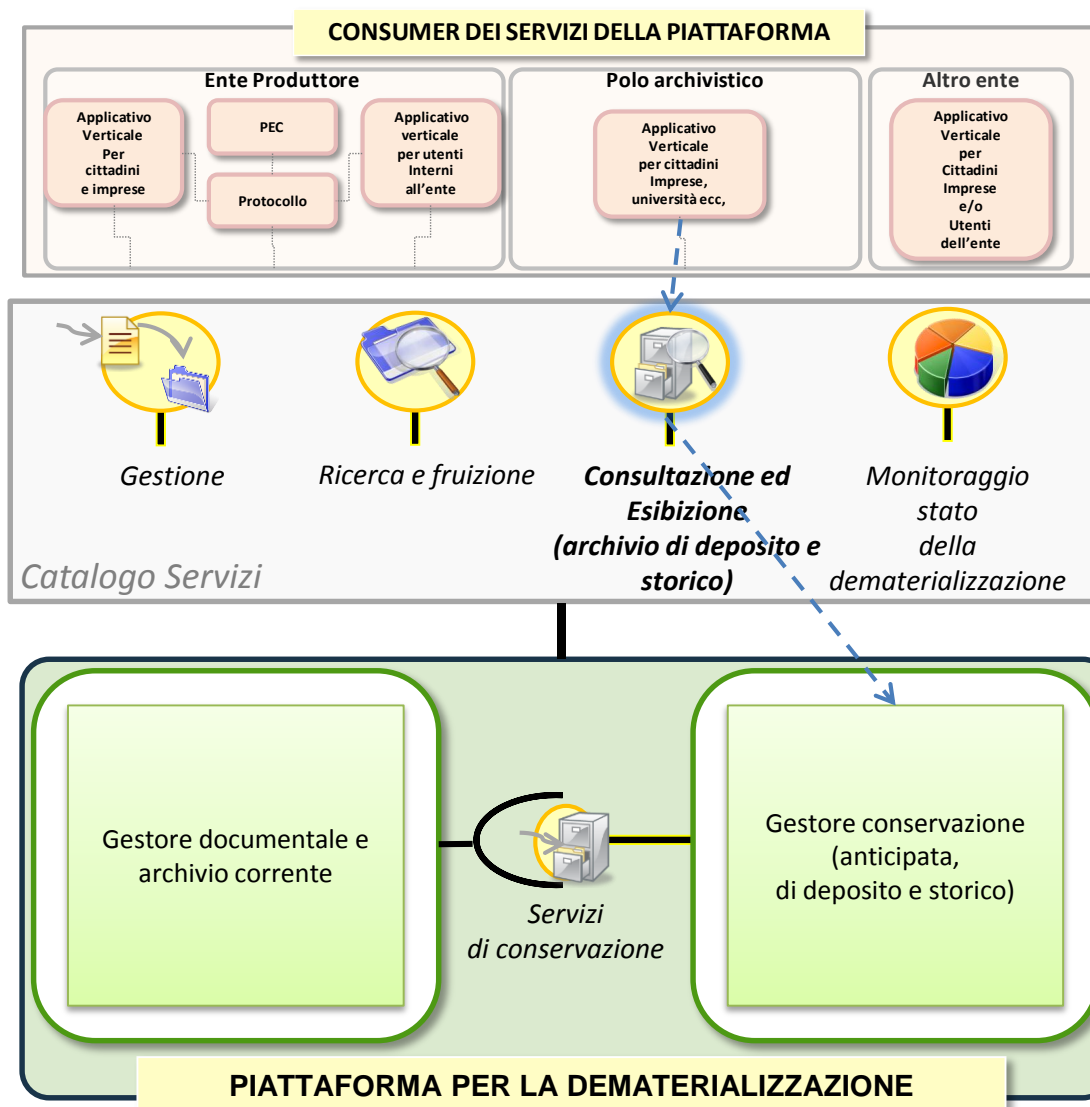 CONSUMER DEI SERVIZI DELLA PIATTAFORMA
Ente Produttore
Applicativo
Verticale
Per
cittadini
e imprese
PEC
Protocollo
Applicativo
verticale
per utenti
Interni
all'ente
Polo archivistico
Applicativo
Verticale
per cittadini
Imprese,
università ecc,
Altro ente
Applicativo
Verticale
per
Cittadini
Imprese
e/o
Utenti
dell'ente
Gestione
Ricerca e fruizione
Consultazione ed
Esibizione
(archivio di deposito e
storico)
Monitoraggio
stato
della
dematerializzazione
Catalogo Servizi
Gestore documentale e
archivio corrente
Servizi
di conservazione
Gestore conservazione
(anticipata,
di deposito e storico)
PIATTAFORMA PER LA DEMATERIALIZZAZIONE